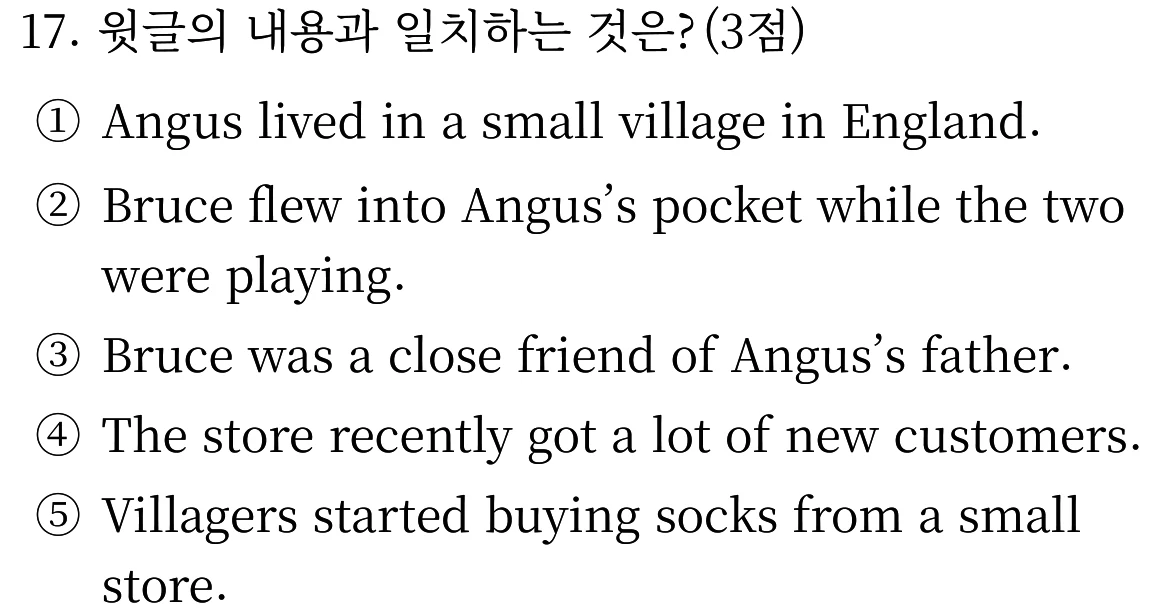 17. 윗글의 내용과 일치하는 것은?(3점)
① Angus lived in a small village in England.
② Bruce flew into Angus’s pocket while the two
were playing.
③ Bruce was a close friend of Angus’s father.
④ The store recently got a lot of new customers.
⑤ Villagers started buying socks from a small
store.